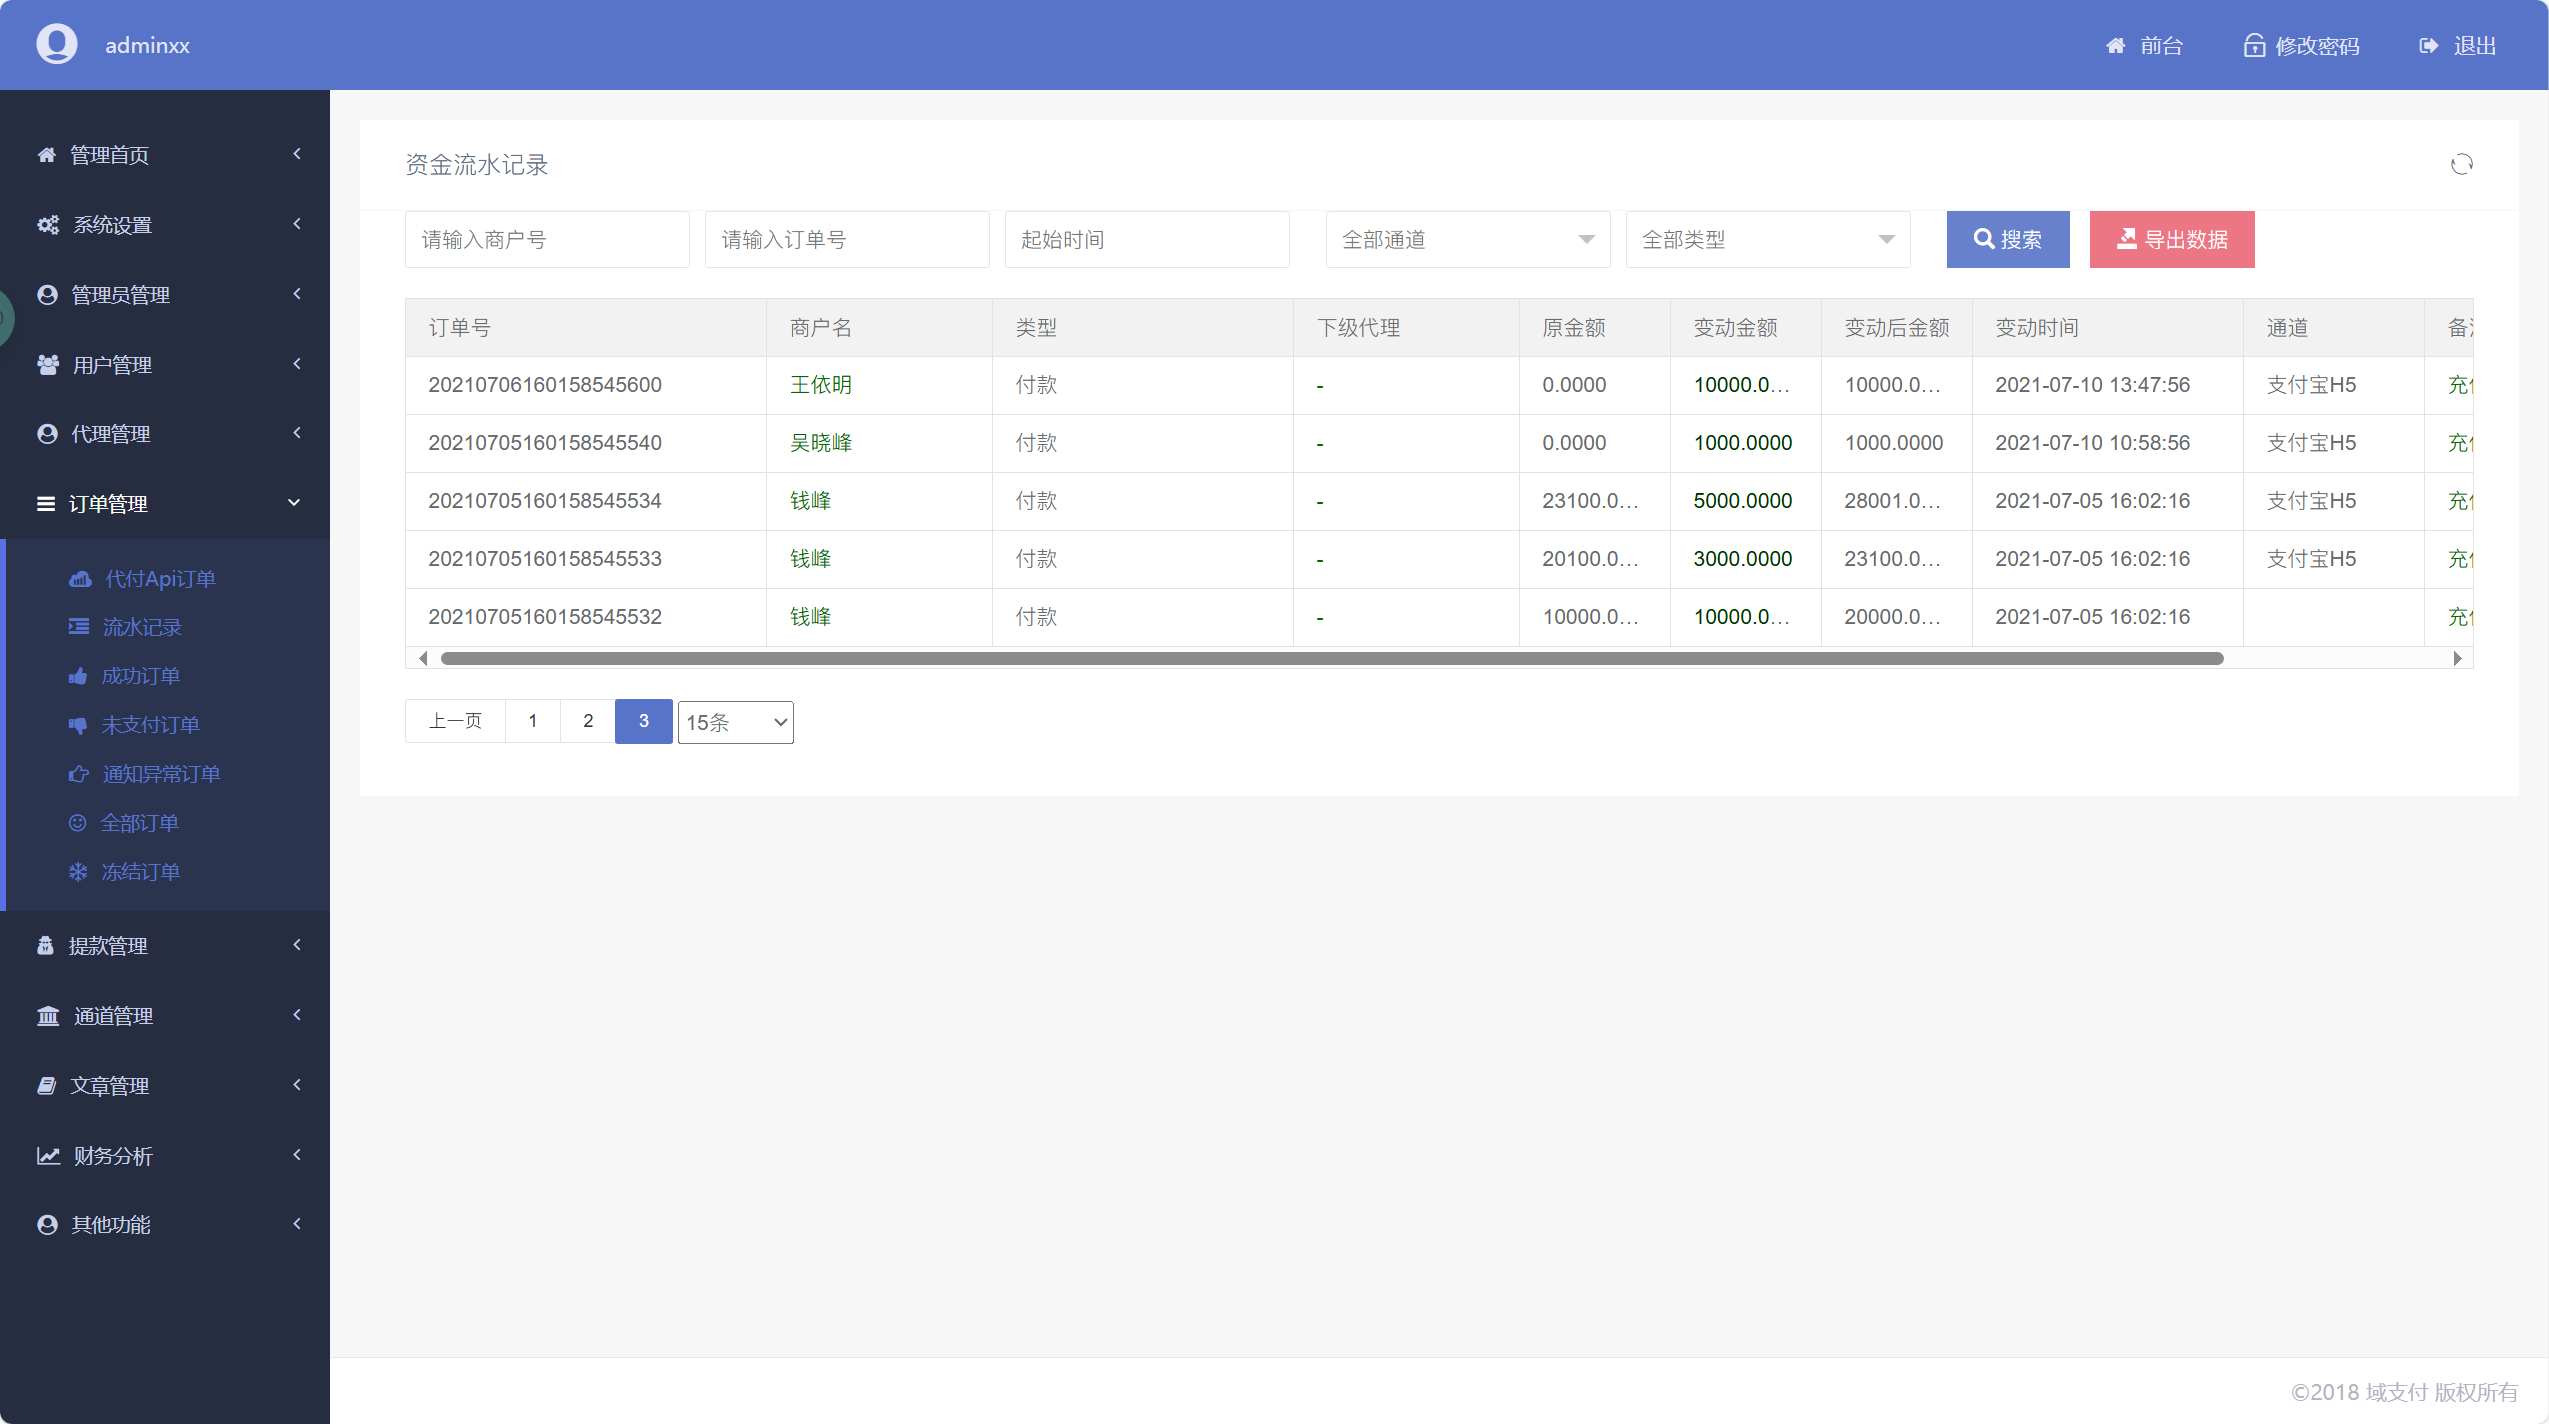 adminxx
前台
修改密码
退出
管理首页
系统设置
管理员管理
用户管理
代理管理
订单管理
代付Api订单
流水记录
成功订单
未支付订单
通知异常订单
全部订单
冻结订单
提款管理
通道管理
文章管理
财务分析
其他功能
资金流水记录
请输入商户号 请输入订单号 起始时间 全部通道 全部类型 搜索 导出数据
订单号 商户名 类型 下级代理 原金额 变动金额 变动后金额 变动时间 通道 备
20210706160158545600 王依明 付款 - 0.0000 10000.0... 10000.0... 2021-07-10 13:47:56 支付宝H5 充
20210705160158545540 吴晓峰 付款 - 0.0000 1000.0000 1000.0000 2021-07-10 10:58:56 支付宝H5 充
20210705160158545534 钱峰 付款 - 23100.0... 5000.0000 28001.0... 2021-07-05 16:02:16 支付宝H5 充
20210705160158545533 钱峰 付款 - 20100.0... 3000.0000 23100.0... 2021-07-05 16:02:16 支付宝H5 充
20210705160158545532 钱峰 付款 - 10000.0... 10000.0... 20000.0... 2021-07-05 16:02:16 充
上一页 1 2 3 15条
©2018 域支付 版权所有